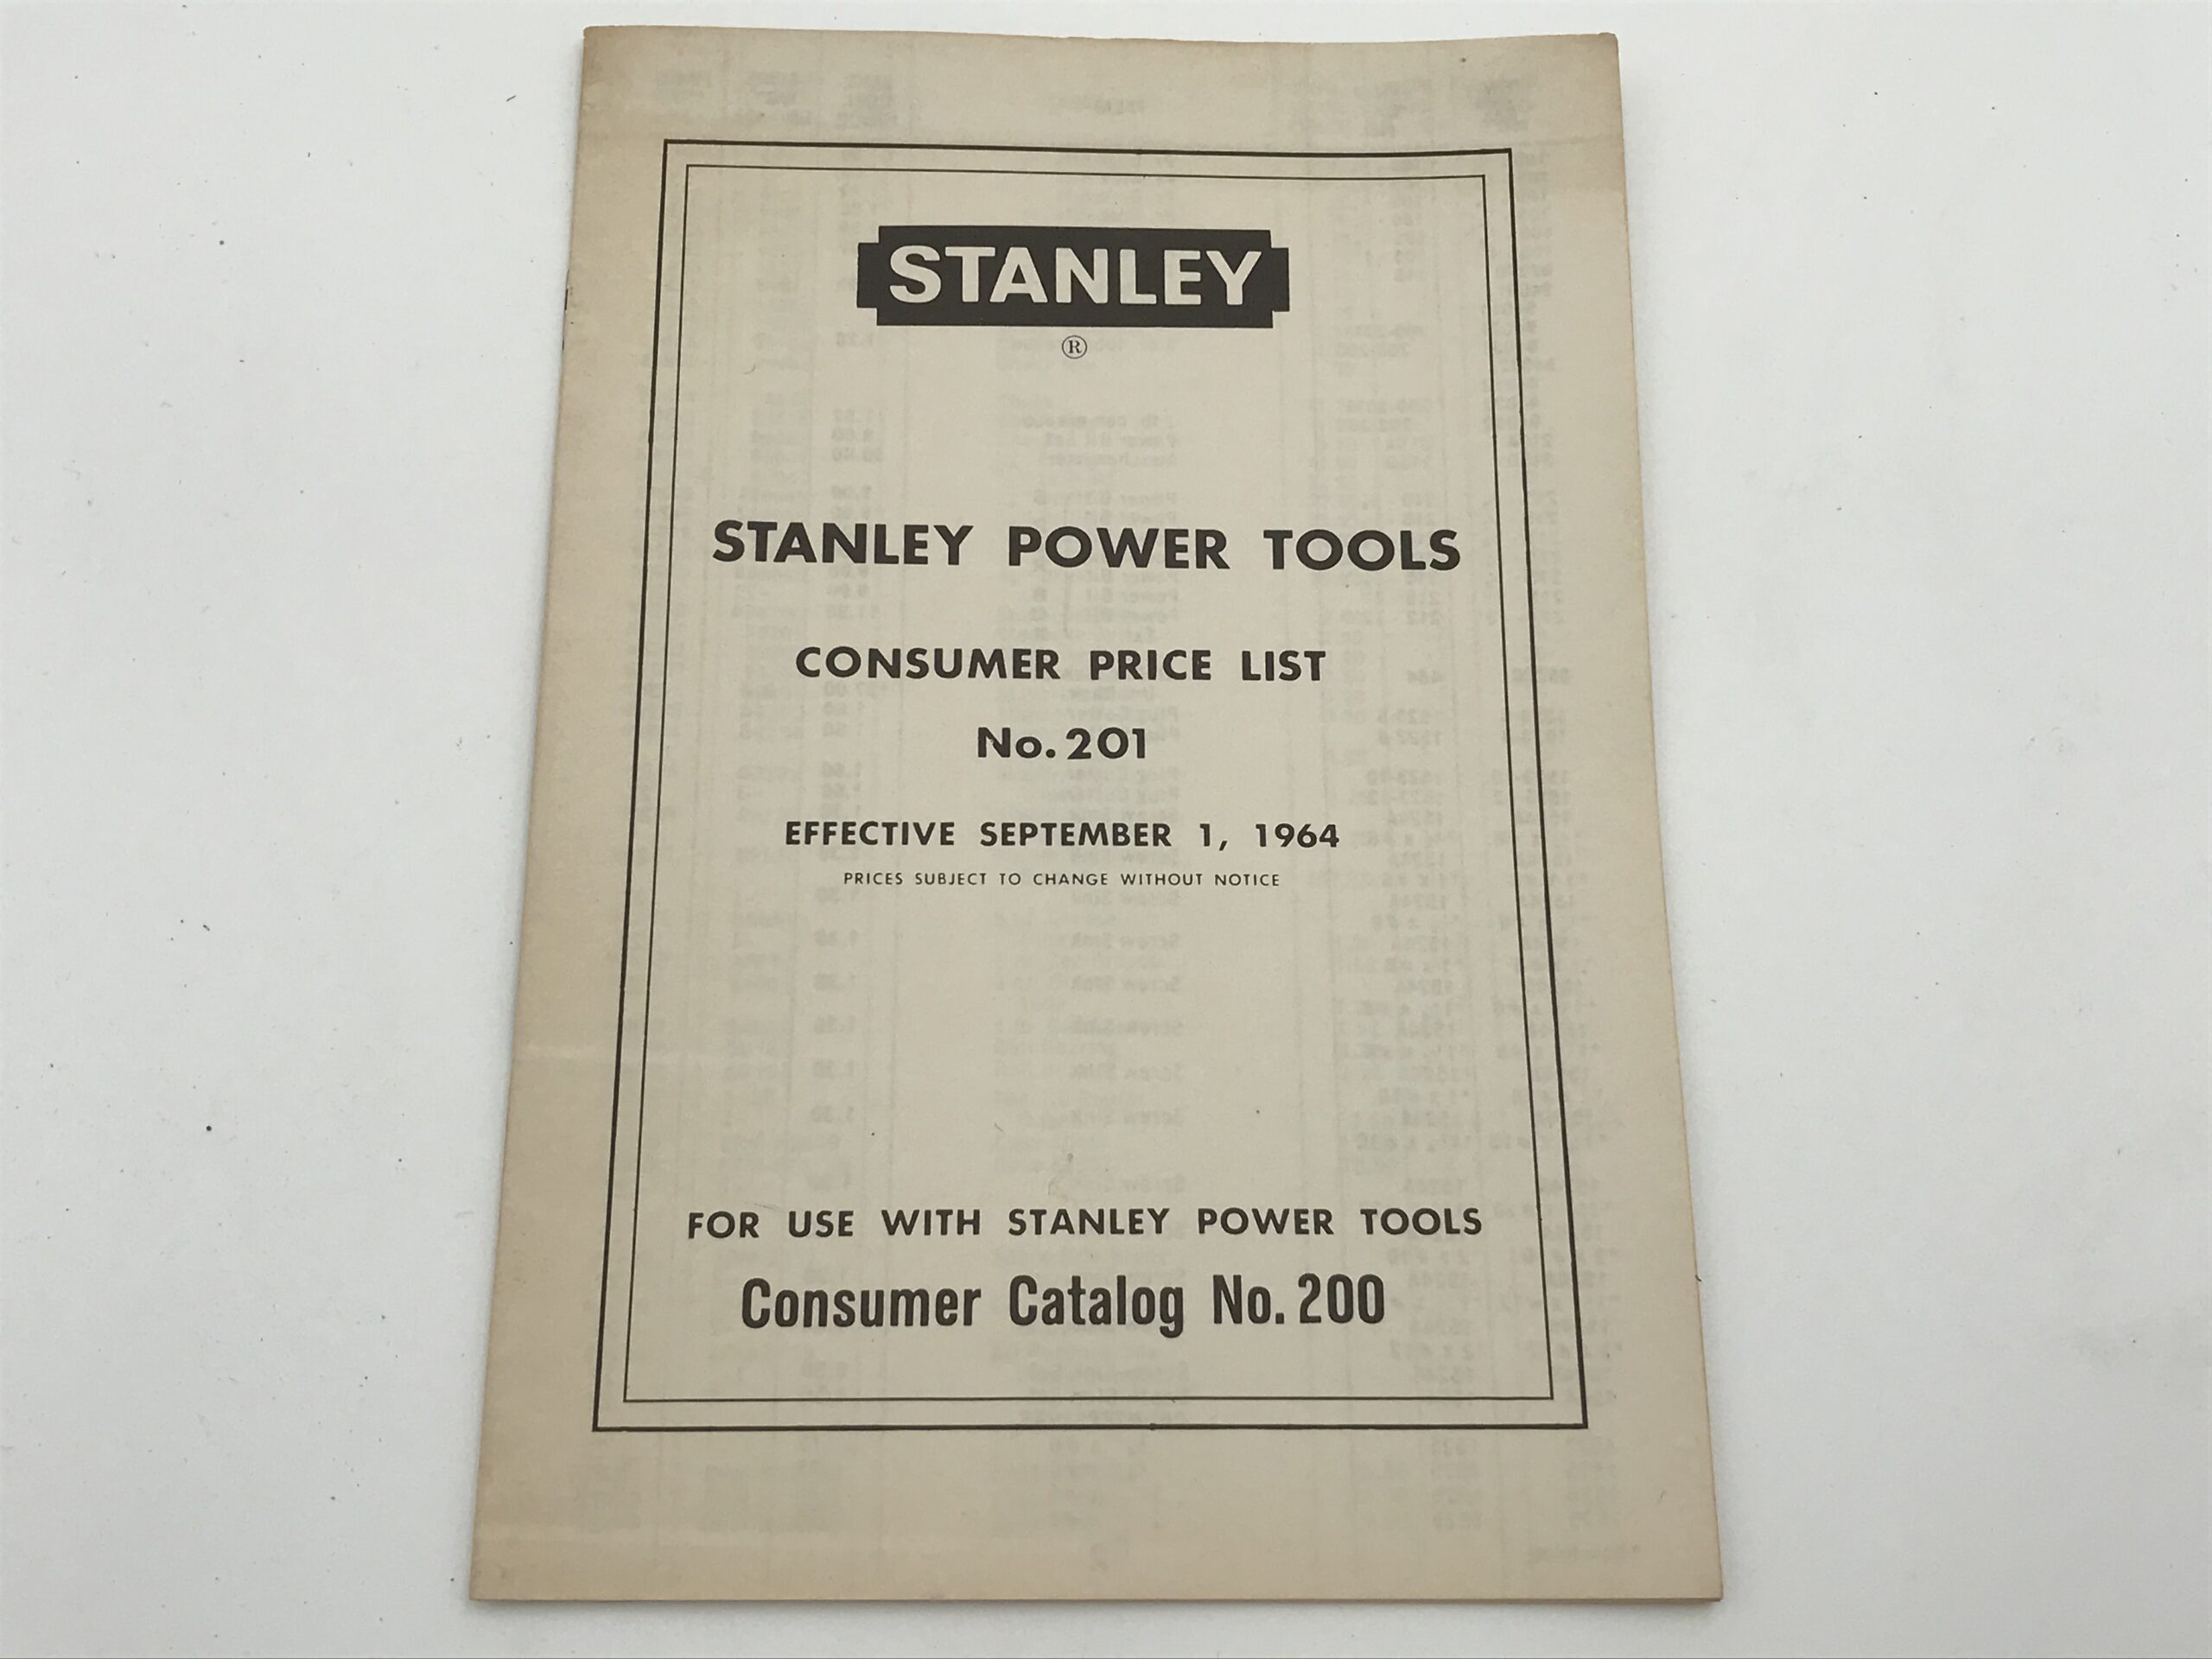 STANLEY
®
STANLEY POWER TOOLS
CONSUMER PRICE LIST
No. 201
EFFECTIVE SEPTEMBER 1, 1964
PRICES SUBJECT TO CHANGE WITHOUT NOTICE
FOR USE WITH STANLEY POWER TOOLS
Consumer Catalog No. 200